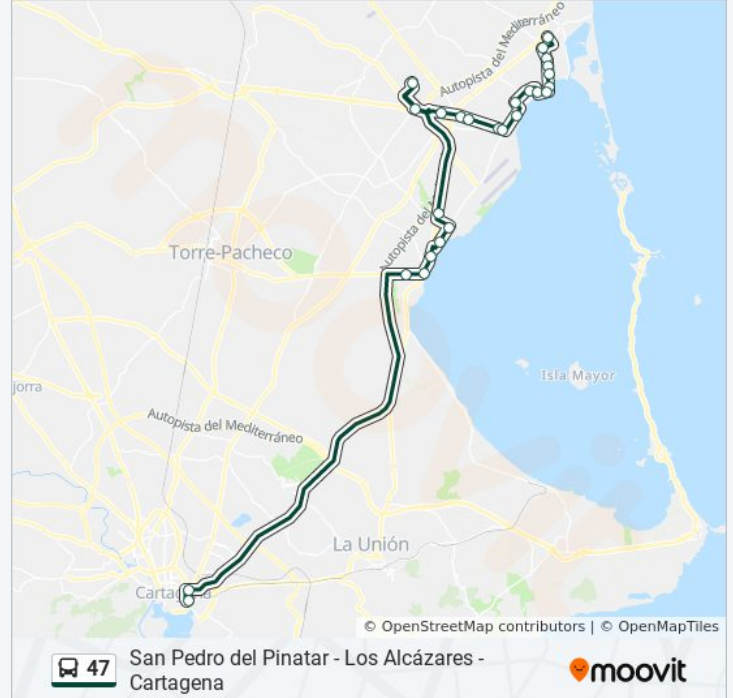 Autopista del Mediterráneo
Autopista del M
Torre-Pacheco
Isla Mayor
jorra
Autopista del Mediterráneo
La Unión
Cartagena
© OpenStreetMap contributors | © OpenMapTiles
47
San Pedro del Pinatar - Los Alcázares -
Cartagena
moovit